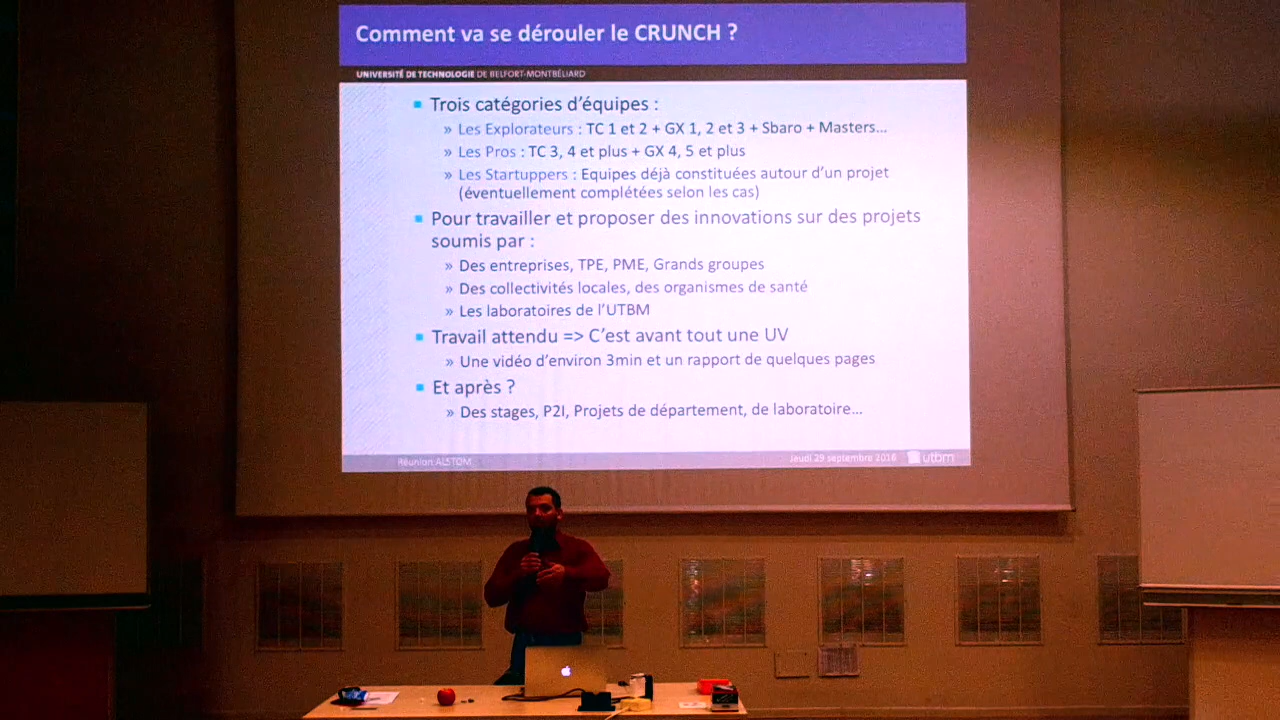 Comment va se dérouler le CRUNCH ?
UNIVERSITÉ DE TECHNOLOGIE DE BELFORT-MONTBÉLIARD
Trois catégories d'équipes :
» Les Explorateurs : TC 1 et 2 + GX 1, 2 et 3 + Sbaro + Masters...
» Les Pros : TC 3, 4 et plus + GX 4, 5 et plus
» Les Startuppers : Equipes déjà constituées autour d'un projet
(éventuellement complétées selon les cas)
Pour travailler et proposer des innovations sur des projets
soumis par :
» Des entreprises, TPE, PME, Grands groupes
» Des collectivités locales, des organismes de santé
» Les laboratoires de l'UTBM
Travail attendu => C'est avant tout une UV
» Une vidéo d'environ 3min et un rapport de quelques pages
Et après ?
» Des stages, P2I, Projets de département, de laboratoire...
Réunion ALSTOM
Jeudi 29 septembre 2016
utbm